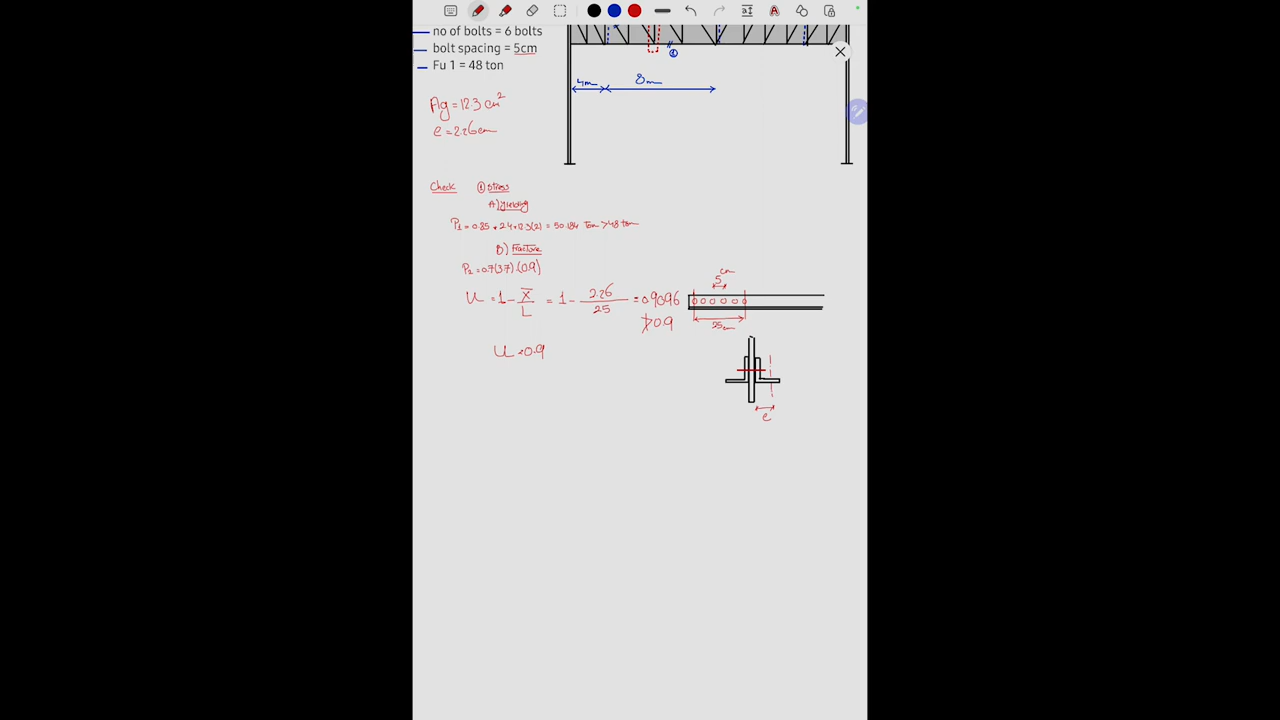 no of bolts = 6 bolts
bolt spacing = 5cm
Fu 1 = 48 ton
1
4m
8m
Ag = 12.3 cm²
e = 2.26cm
Check ① Stress
A) yielding
P1 = 0.85 * 2.4 * 12.3(2) = 50.184 ton > 48 ton
B) Fracture
P2 = 0.7(3.7) (0.9)
cm
5
U = 1 - x̄/L = 1 - 2.26/25 = 0.9096
≯ 0.9
25cm
U = 0.9
e